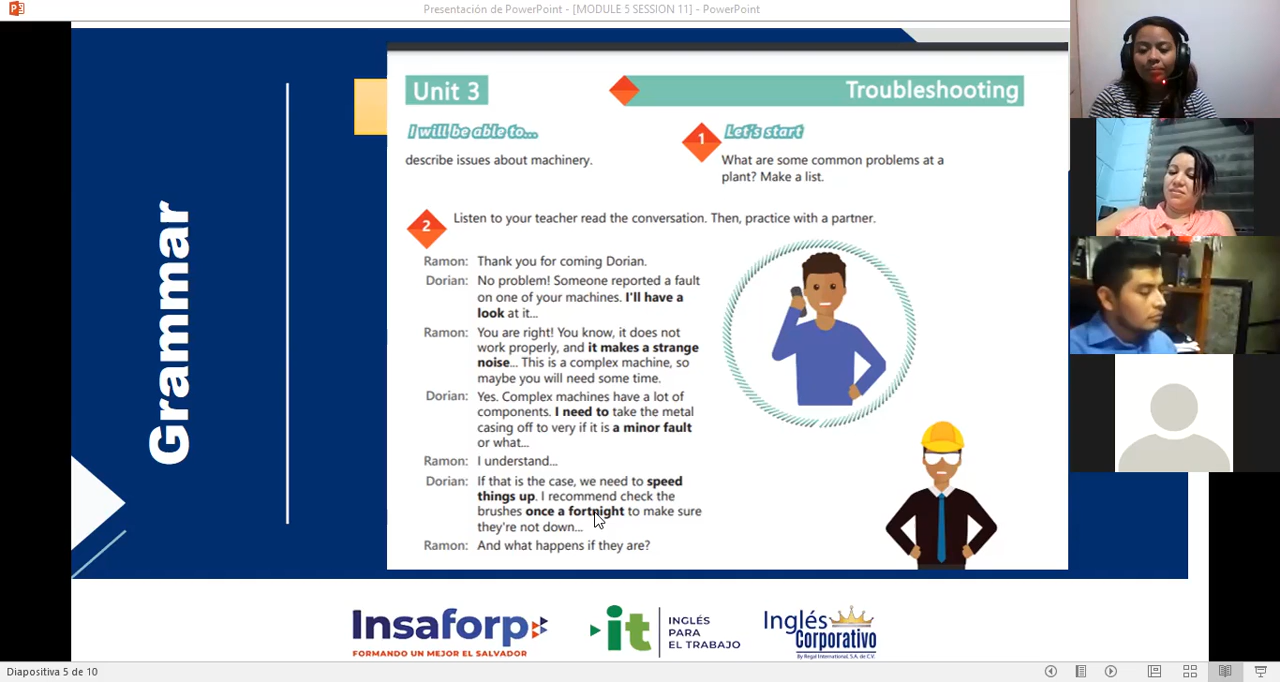 Presentación de PowerPoint - [MODULE 5 SESSION 11] - PowerPoint
Grammar
Unit 3
Troubleshooting
I will be able to...
describe issues about machinery.
1
Let's start
What are some common problems at a
plant? Make a list.
2
Listen to your teacher read the conversation. Then, practice with a partner.
Ramon: Thank you for coming Dorian.
Dorian: No problem! Someone reported a fault
on one of your machines. I'll have a
look at it...
Ramon: You are right! You know, it does not
work properly, and it makes a strange
noise... This is a complex machine, so
maybe you will need some time.
Dorian: Yes. Complex machines have a lot of
components. I need to take the metal
casing off to very if it is a minor fault
or what...
Ramon: I understand...
Dorian: If that is the case, we need to speed
things up. I recommend check the
brushes once a fortnight to make sure
they're not down...
Ramon: And what happens if they are?
Insaforp
FORMANDO UN MEJOR EL SALVADOR
it
INGLÉS
PARA
EL TRABAJO
Inglés
Corporativo
By Regal International, S.A. de C.V.
Diapositiva 5 de 10